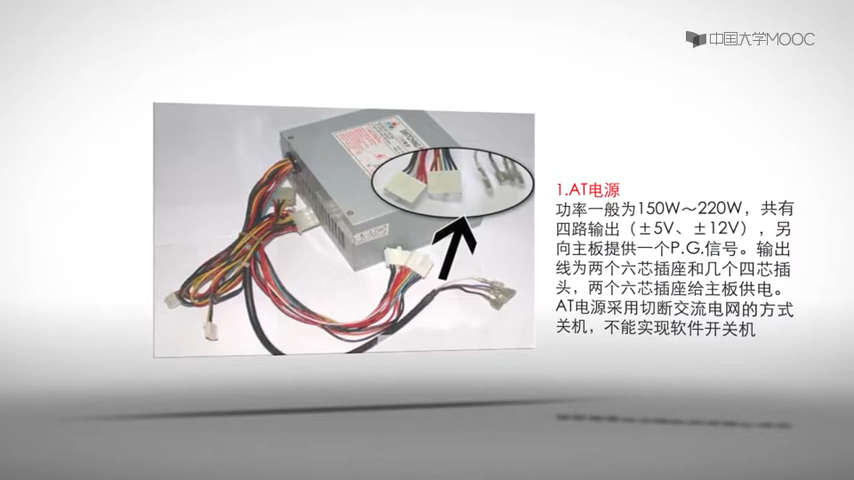 中国大学MOOC
1.AT电源
功率一般为150W～220W，共有
四路输出（±5V、±12V），另
向主板提供一个P.G.信号。输出
线为两个六芯插座和几个四芯插
头，两个六芯插座给主板供电。
AT电源采用切断交流电网的方式
关机，不能实现软件开关机